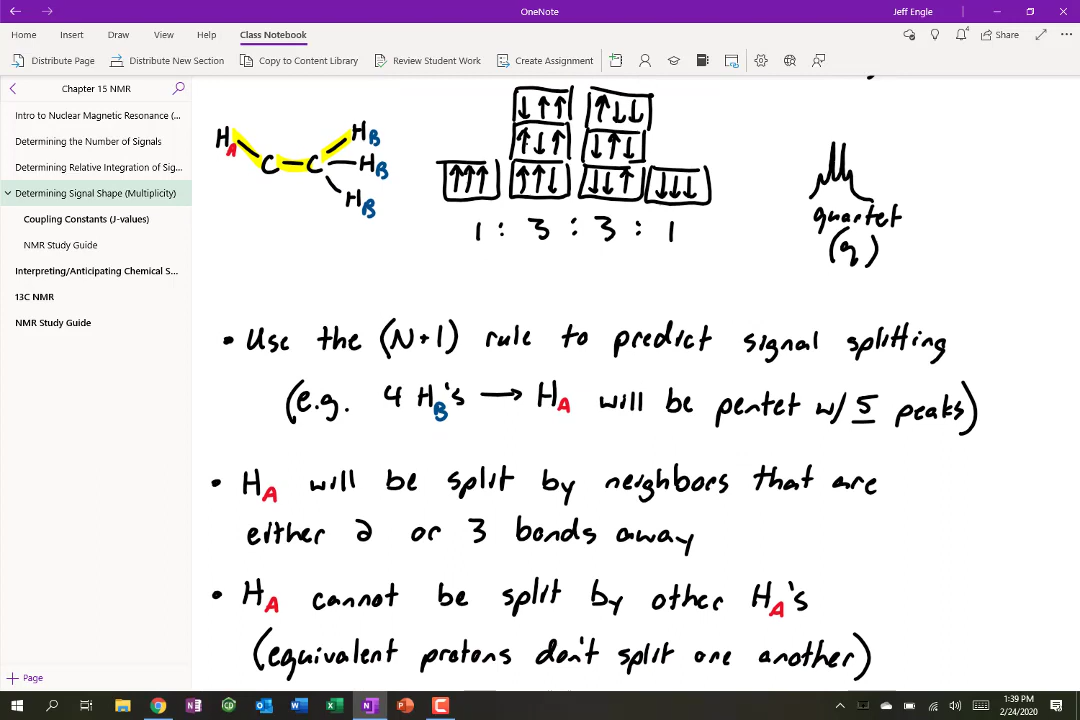 OneNote
Jeff Engle
Home Insert Draw View Help Class Notebook
Share
Distribute Page Distribute New Section Copy to Content Library Review Student Work Create Assignment
Chapter 15 NMR
Intro to Nuclear Magnetic Resonance (...
Determining the Number of Signals
Determining Relative Integration of Sig...
Determining Signal Shape (Multiplicity)
Coupling Constants (J-values)
NMR Study Guide
Interpreting/Anticipating Chemical S...
13C NMR
NMR Study Guide
Page
HA HB
C C HB
HB
↓↑↑ ↑↓↓
↑↓↑ ↓↑↓
↑↑↑ ↑↑↓ ↓↓↑ ↓↓↓
1 : 3 : 3 : 1
quartet
(q)
• Use the (N+1) rule to predict signal splitting
(e.g. 4 HB's → HA will be pentet w/ 5 peaks)
• HA will be split by neighbors that are
either 2 or 3 bonds away
• HA cannot be split by other HA's
(equivalent protons don't split one another)
1:39 PM
2/24/2020